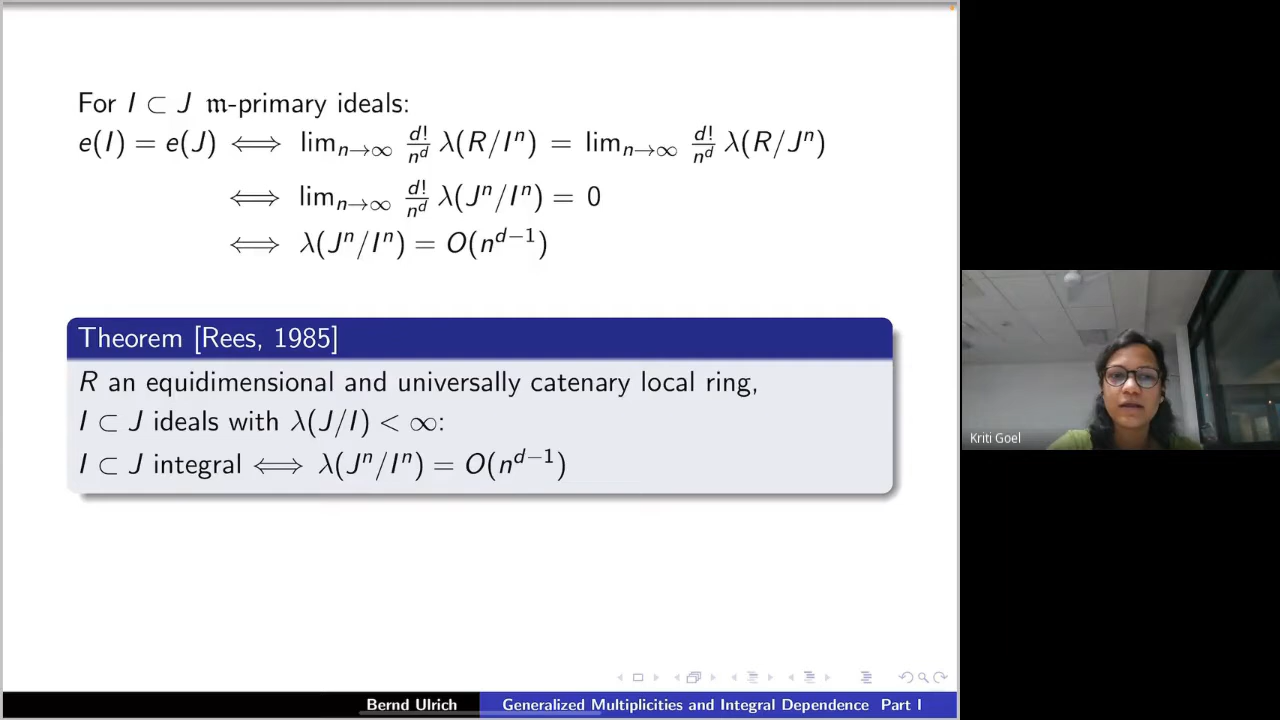 For I ⊂ J 𝔪-primary ideals:
e(I) = e(J) ⟺ lim_{n→∞} d!/n^d λ(R/I^n) = lim_{n→∞} d!/n^d λ(R/J^n)
⟺ lim_{n→∞} d!/n^d λ(J^n/I^n) = 0
⟺ λ(J^n/I^n) = O(n^{d−1})
Theorem [Rees, 1985]
R an equidimensional and universally catenary local ring,
I ⊂ J ideals with λ(J/I) < ∞:
I ⊂ J integral ⟺ λ(J^n/I^n) = O(n^{d−1})
Kriti Goel
Bernd Ulrich Generalized Multiplicities and Integral Dependence Part I